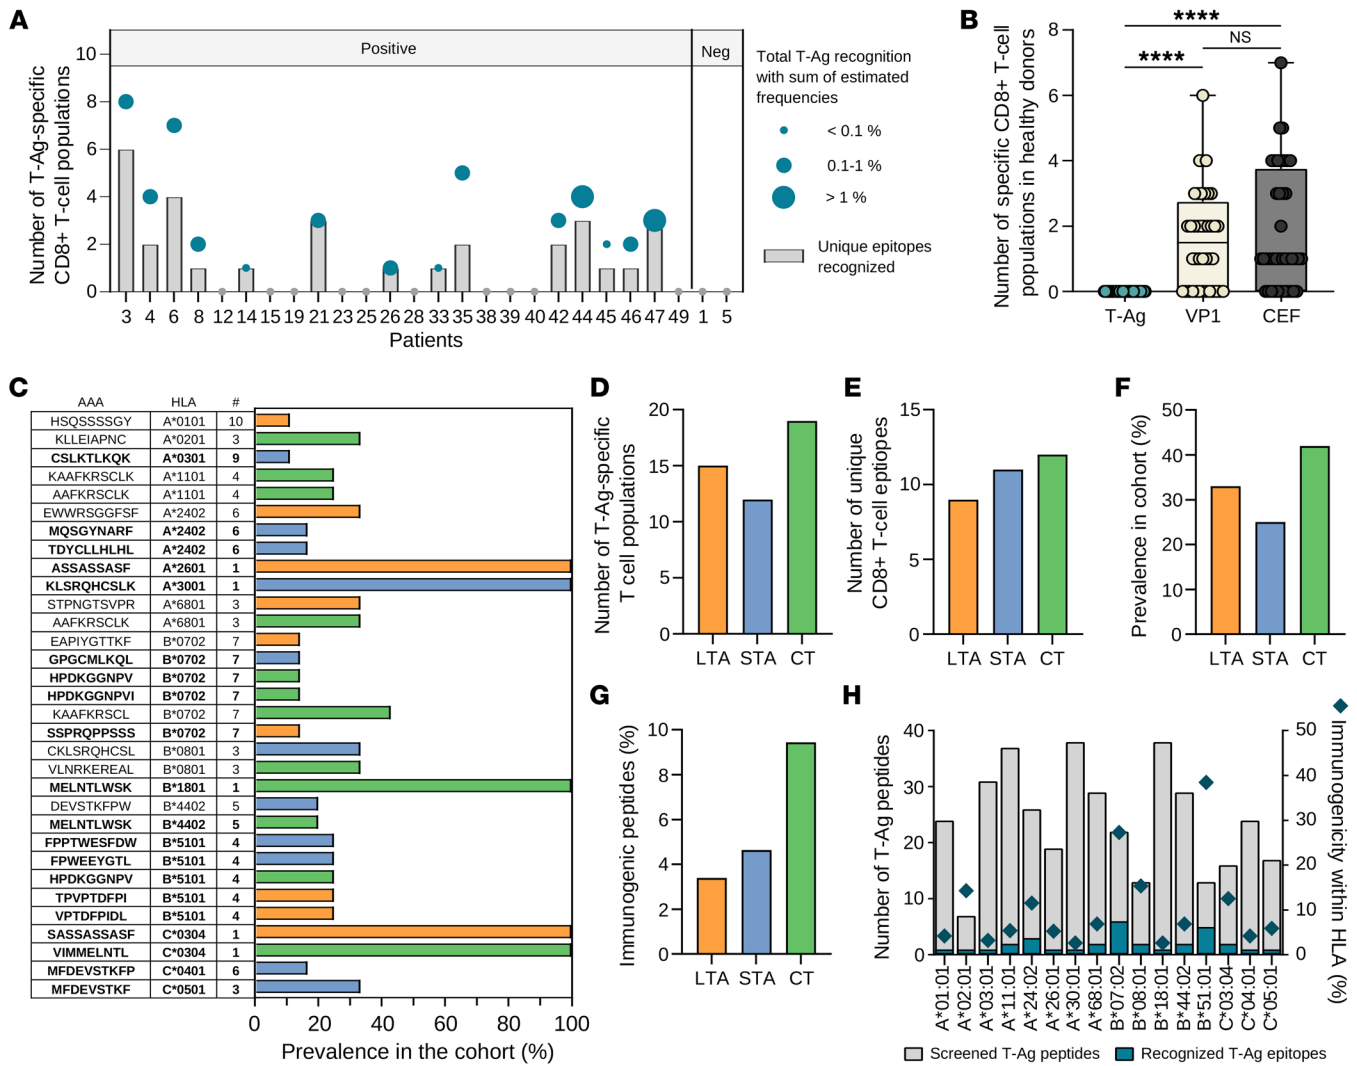 A
Positive
Neg
Number of T-Ag-specific
CD8+ T-cell populations
10
8
6
4
2
0
3 4 6 8 12 14 15 19 21 23 25 26 28 33 35 38 39 40 42 44 45 46 47 49 1 5
Patients
Total T-Ag recognition
with sum of estimated
frequencies
< 0.1 %
0.1-1 %
> 1 %
Unique epitopes
recognized
B
Number of specific CD8+ T-cell
populations in healthy donors
8
6
4
2
0
****
NS
****
T-Ag VP1 CEF
C
AAA HLA #
HSQSSSSGY A*0101 10
KLLEIAPNC A*0201 3
CSLKTLKQK A*0301 9
KAAFKRSCLK A*1101 4
AAFKRSCLK A*1101 4
EWWRSGGFSF A*2402 6
MQSGYNARF A*2402 6
TDYCLLHLHL A*2402 6
ASSASSASF A*2601 1
KLSRQHCSLK A*3001 1
STPNGTSVPR A*6801 3
AAFKRSCLK A*6801 3
EAPIYGTTKF B*0702 7
GPGCMLKQL B*0702 7
HPDKGGNPV B*0702 7
HPDKGGNPVI B*0702 7
KAAFKRSCL B*0702 7
SSPRQPPSSS B*0702 7
CKLSRQHCSL B*0801 3
VLNRKEREAL B*0801 3
MELNTLWSK B*1801 1
DEVSTKFPW B*4402 5
MELNTLWSK B*4402 5
FPPTWESFDW B*5101 4
FPWEEYGTL B*5101 4
HPDKGGNPV B*5101 4
TPVPTDFPI B*5101 4
VPTDFPIDL B*5101 4
SASSASSASF C*0304 1
VIMMELNTL C*0304 1
MFDEVSTKFP C*0401 6
MFDEVSTKF C*0501 3
0 20 40 60 80 100
Prevalence in the cohort (%)
D
Number of T-Ag-specific
T cell populations
20
15
10
5
0
LTA STA CT
E
Number of unique
CD8+ T-cell eptiopes
15
10
5
0
LTA STA CT
F
Prevalence in cohort (%)
50
40
30
20
10
0
LTA STA CT
G
Immunogenic peptides (%)
10
8
6
4
2
0
LTA STA CT
H
Number of T-Ag peptides
40
30
20
10
0
50
40
30
20
10
0
Immunogenicity within HLA (%)
A*01:01 A*02:01 A*03:01 A*11:01 A*24:02 A*26:01 A*30:01 A*68:01 B*07:02 B*08:01 B*18:01 B*44:02 B*51:01 C*03:04 C*04:01 C*05:01
Screened T-Ag peptides
Recognized T-Ag epitopes